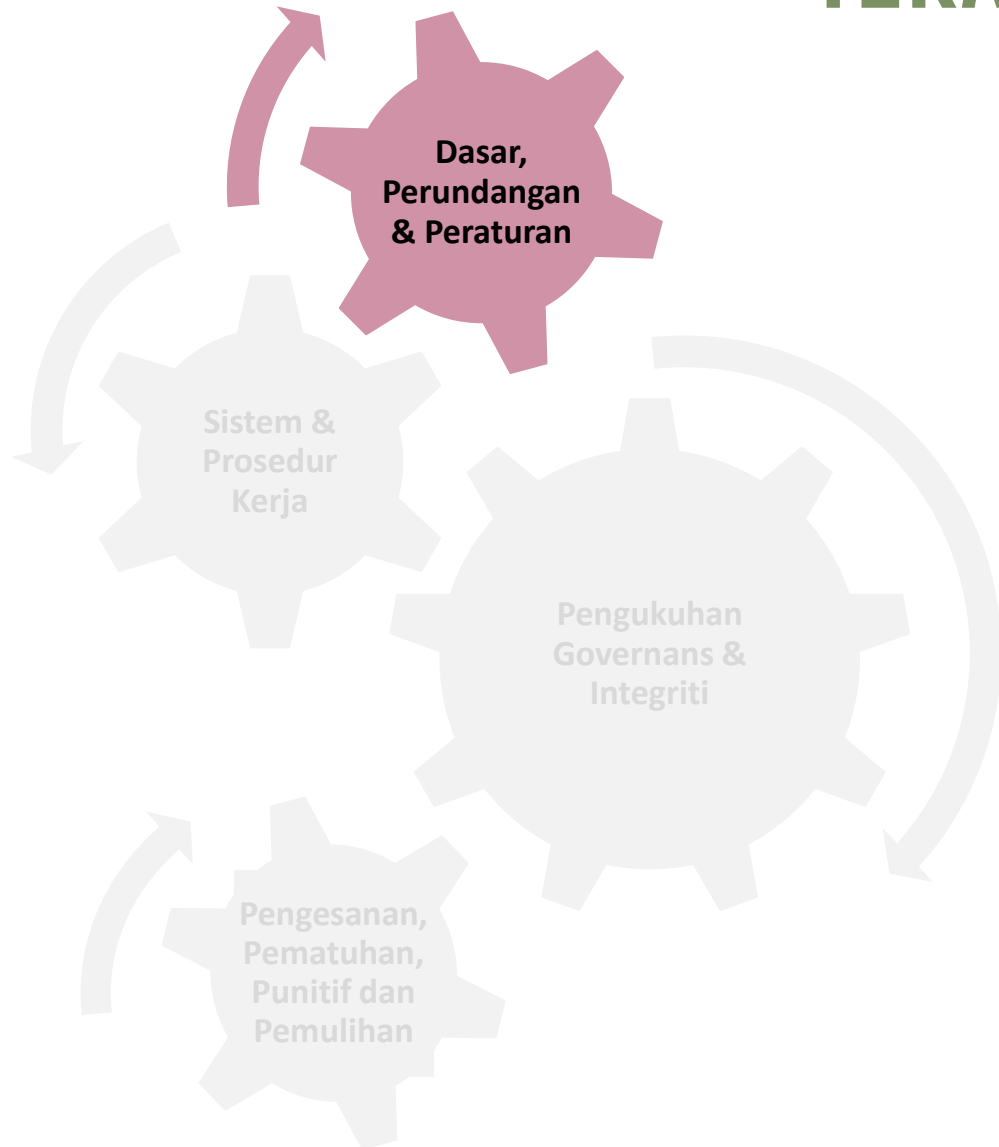 Dasar,
Perundangan
& Peraturan
Sistem &
Prosedur
Kerja
Pengukuhan
Governans &
Integriti
Pengesanan,
Pematuhan,
Punitif dan
Pemulihan